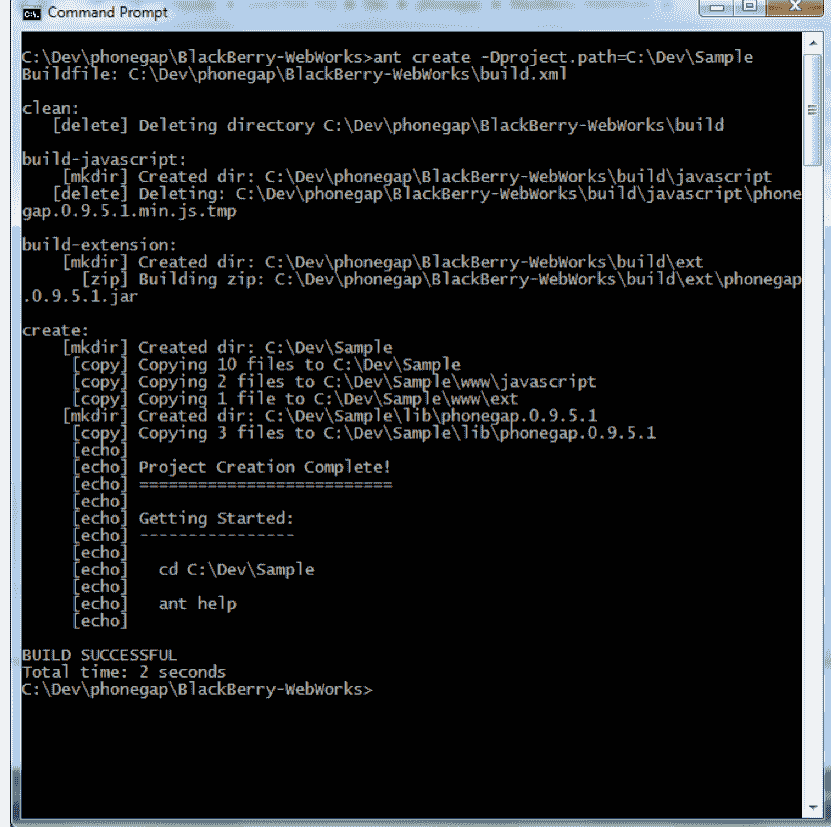 Command Prompt
C:\Dev\phonegap\BlackBerry-WebWorks>ant create -Dproject.path=C:\Dev\Sample
Buildfile: C:\Dev\phonegap\BlackBerry-WebWorks\build.xml
clean:
[delete] Deleting directory C:\Dev\phonegap\BlackBerry-WebWorks\build
build-javascript:
[mkdir] Created dir: C:\Dev\phonegap\BlackBerry-WebWorks\build\javascript
[delete] Deleting: C:\Dev\phonegap\BlackBerry-WebWorks\build\javascript\phone
gap.0.9.5.1.min.js.tmp
build-extension:
[mkdir] Created dir: C:\Dev\phonegap\BlackBerry-WebWorks\build\ext
[zip] Building zip: C:\Dev\phonegap\BlackBerry-WebWorks\build\ext\phonegap
.0.9.5.1.jar
create:
[mkdir] Created dir: C:\Dev\Sample
[copy] Copying 10 files to C:\Dev\Sample
[copy] Copying 2 files to C:\Dev\Sample\www\javascript
[copy] Copying 1 file to C:\Dev\Sample\www\ext
[mkdir] Created dir: C:\Dev\Sample\lib\phonegap.0.9.5.1
[copy] Copying 3 files to C:\Dev\Sample\lib\phonegap.0.9.5.1
[echo]
[echo] Project Creation Complete!
[echo] ==========================
[echo]
[echo] Getting Started:
[echo] ----------------
[echo]
[echo] cd C:\Dev\Sample
[echo]
[echo] ant help
[echo]
BUILD SUCCESSFUL
Total time: 2 seconds
C:\Dev\phonegap\BlackBerry-WebWorks>